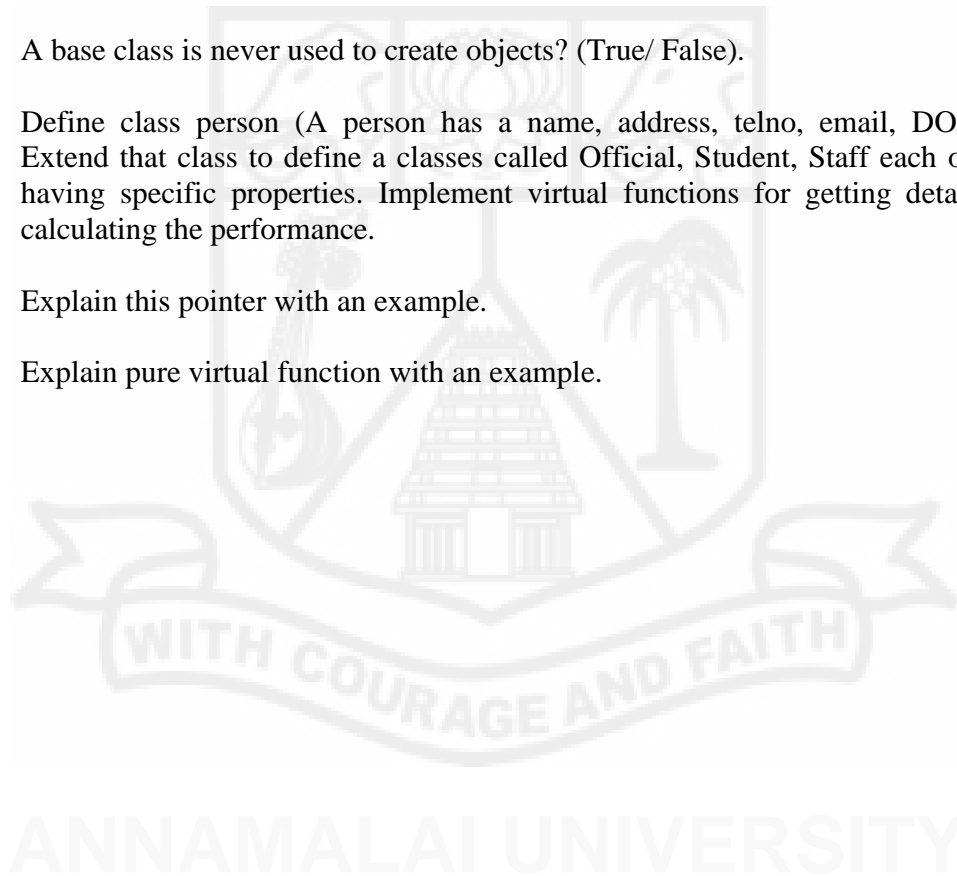 A base class is never used to create objects? (True/ False).
Define class person (A person has a name, address, telno, email, DO
Extend that class to define a classes called Official, Student, Staff each o
having specific properties. Implement virtual functions for getting deta
calculating the performance.
Explain this pointer with an example.
Explain pure virtual function with an example.
WITH COURAGE AND FAITH
ANNAMALAI UNIVERSITY